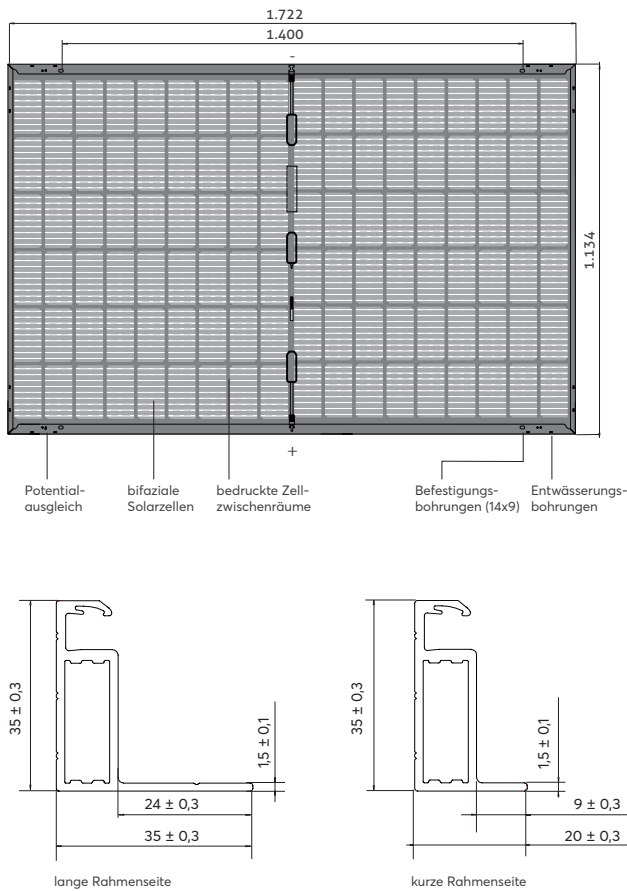 1.722
1.400
-
1.134
+
Potential-
ausgleich
bifaziale
Solarzellen
bedruckte Zell-
zwischenräume
Befestigungs-
bohrungen (14x9)
Entwässerungs-
bohrungen
35 ± 0,3
1,5 ± 0,1
24 ± 0,3
35 ± 0,3
lange Rahmenseite
35 ± 0,3
1,5 ± 0,1
9 ± 0,3
20 ± 0,3
kurze Rahmenseite